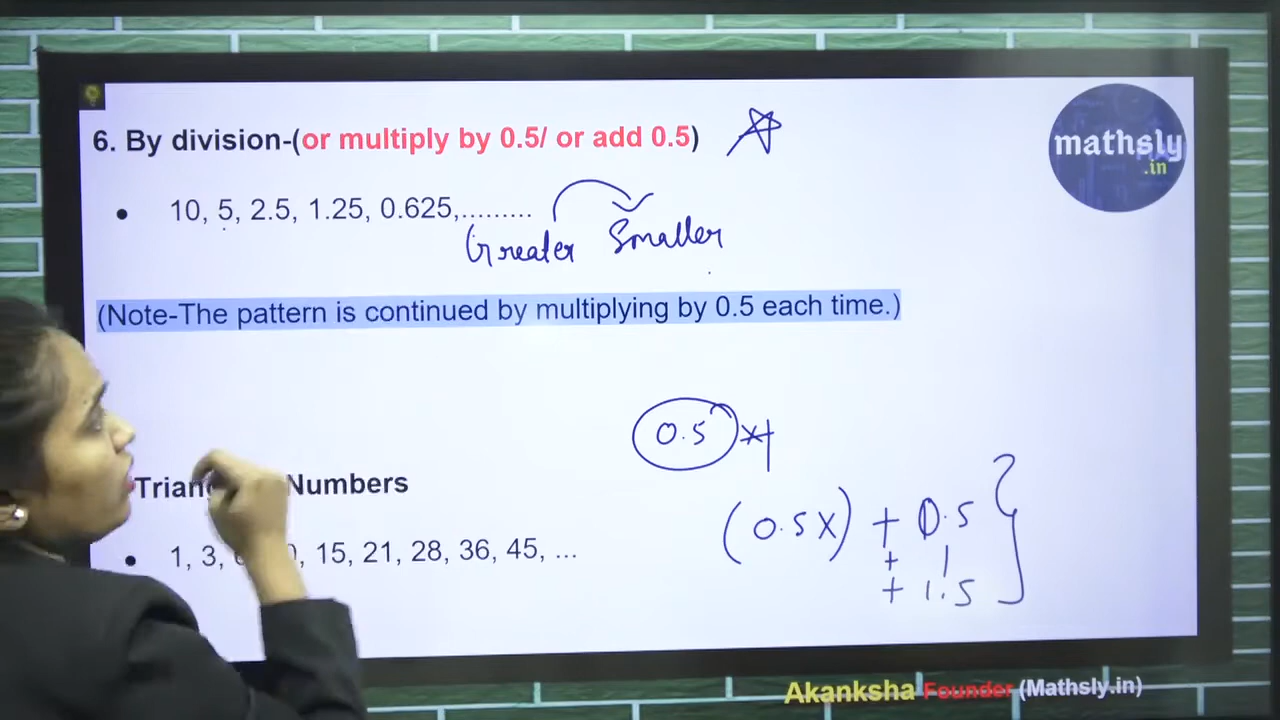 6. By division-(or multiply by 0.5/ or add 0.5)
mathsly
.in
• 10, 5, 2.5, 1.25, 0.625,.........
Greater Smaller
(Note-The pattern is continued by multiplying by 0.5 each time.)
0.5
Numbers
(0.5x) + 0.5
+ 1
+ 1.5
• 1, 3, 15, 21, 28, 36, 45, ...
Akanksha Founder (Mathsly.in)